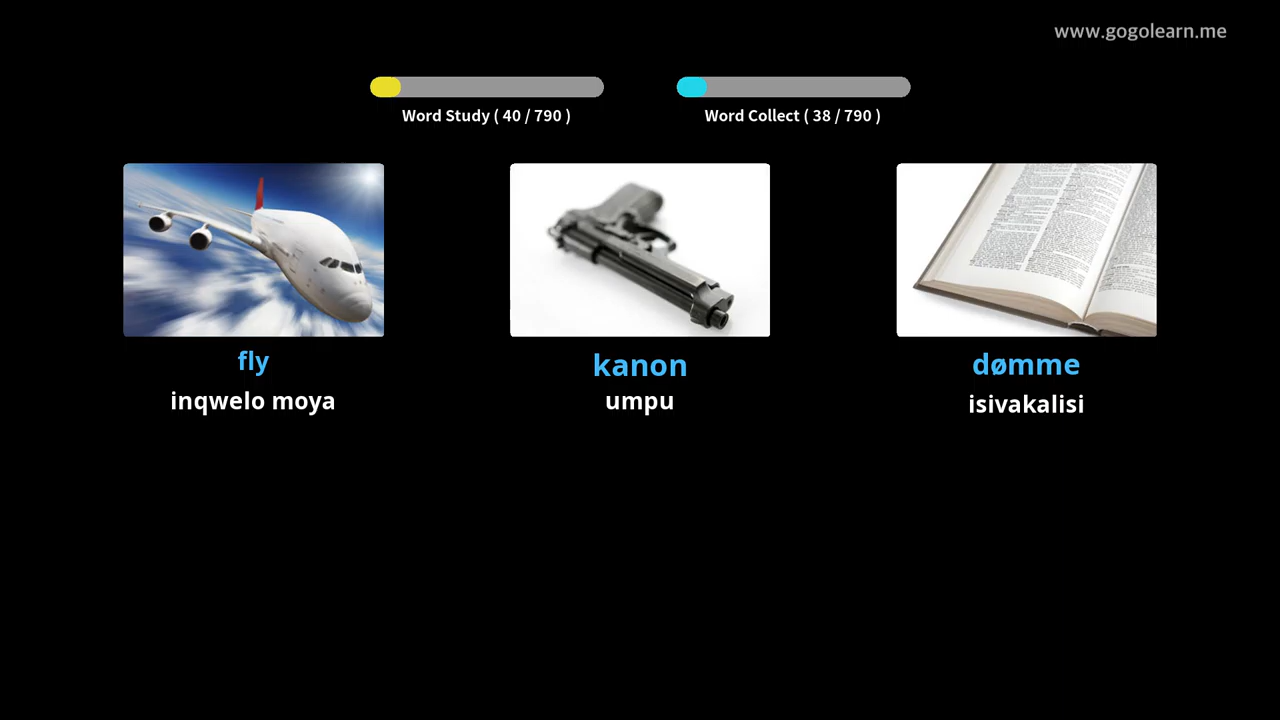 www.gogolearn.me
Word Study ( 40 / 790 )
Word Collect ( 38 / 790 )
fly
inqwelo moya
kanon
umpu
dømme
isivakalisi